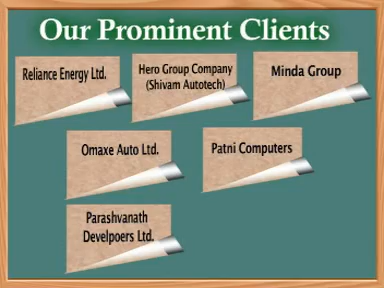 Our Prominent Clients
Reliance Energy Ltd.
Hero Group Company
(Shivam Autotech)
Minda Group
Omaxe Auto Ltd.
Patni Computers
Parashvanath
Develpoers Ltd.